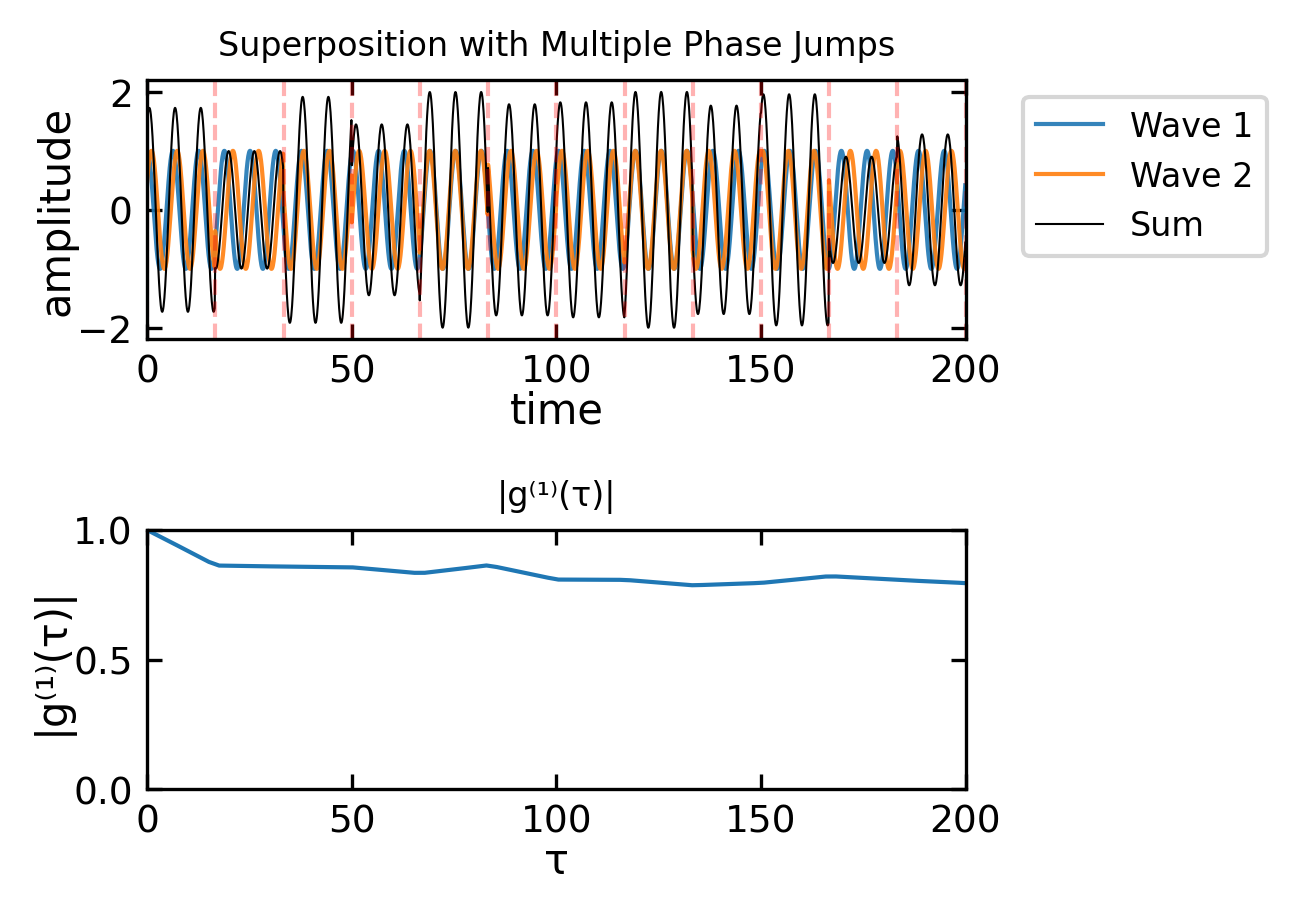 Superposition with Multiple Phase Jumps
2
0
−2
amplitude
0 50 100 150 200
time
Wave 1
Wave 2
Sum
|g⁽¹⁾(τ)|
1.0
0.5
0.0
|g⁽¹⁾(τ)|
0 50 100 150 200
τ